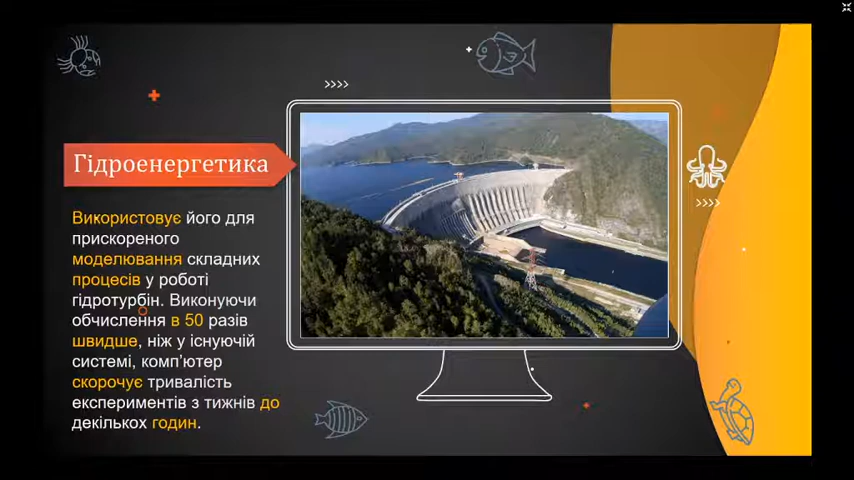 Гідроенергетика
Використовує його для
прискореного
моделювання складних
процесів у роботі
гідротурбін. Виконуючи
обчислення в 50 разів
швидше, ніж у існуючій
системі, комп'ютер
скорочує тривалість
експериментів з тижнів до
декількох годин.